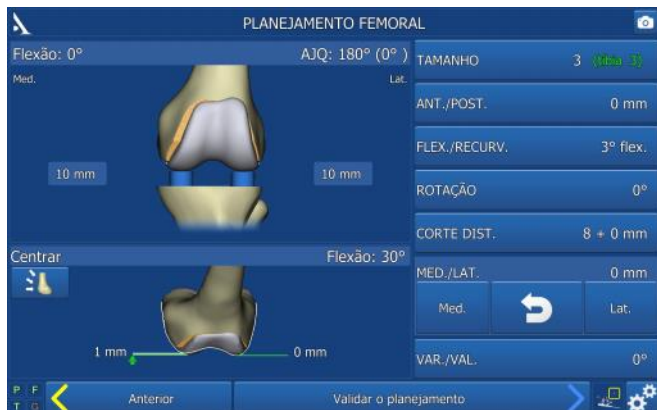 PLANEJAMENTO FEMORAL
Flexão: 0° AJQ: 180° (0° )
Med. Lat.
10 mm 10 mm
Centrar Flexão: 30°
1 mm 0 mm
TAMANHO 3 (tíbia 3)
ANT./POST. 0 mm
FLEX./RECURV. 3° flex.
ROTAÇÃO 0°
CORTE DIST. 8 + 0 mm
MED./LAT. 0 mm
Med. Lat.
VAR./VAL. 0°
P F
T
Anterior Validar o planejamento